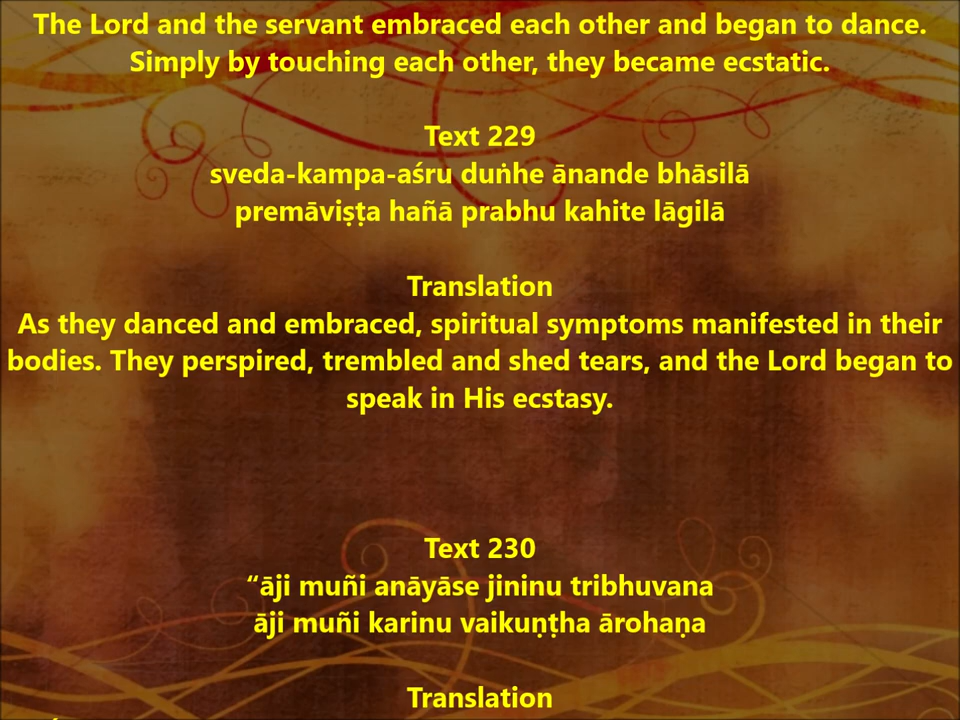 The Lord and the servant embraced each other and began to dance.
Simply by touching each other, they became ecstatic.
Text 229
sveda-kampa-aśru duṅhe ānande bhāsilā
premāviṣṭa hañā prabhu kahite lāgilā
Translation
As they danced and embraced, spiritual symptoms manifested in their
bodies. They perspired, trembled and shed tears, and the Lord began to
speak in His ecstasy.
Text 230
“āji muñi anāyāse jininu tribhuvana
āji muñi karinu vaikuṇṭha ārohaṇa
Translation